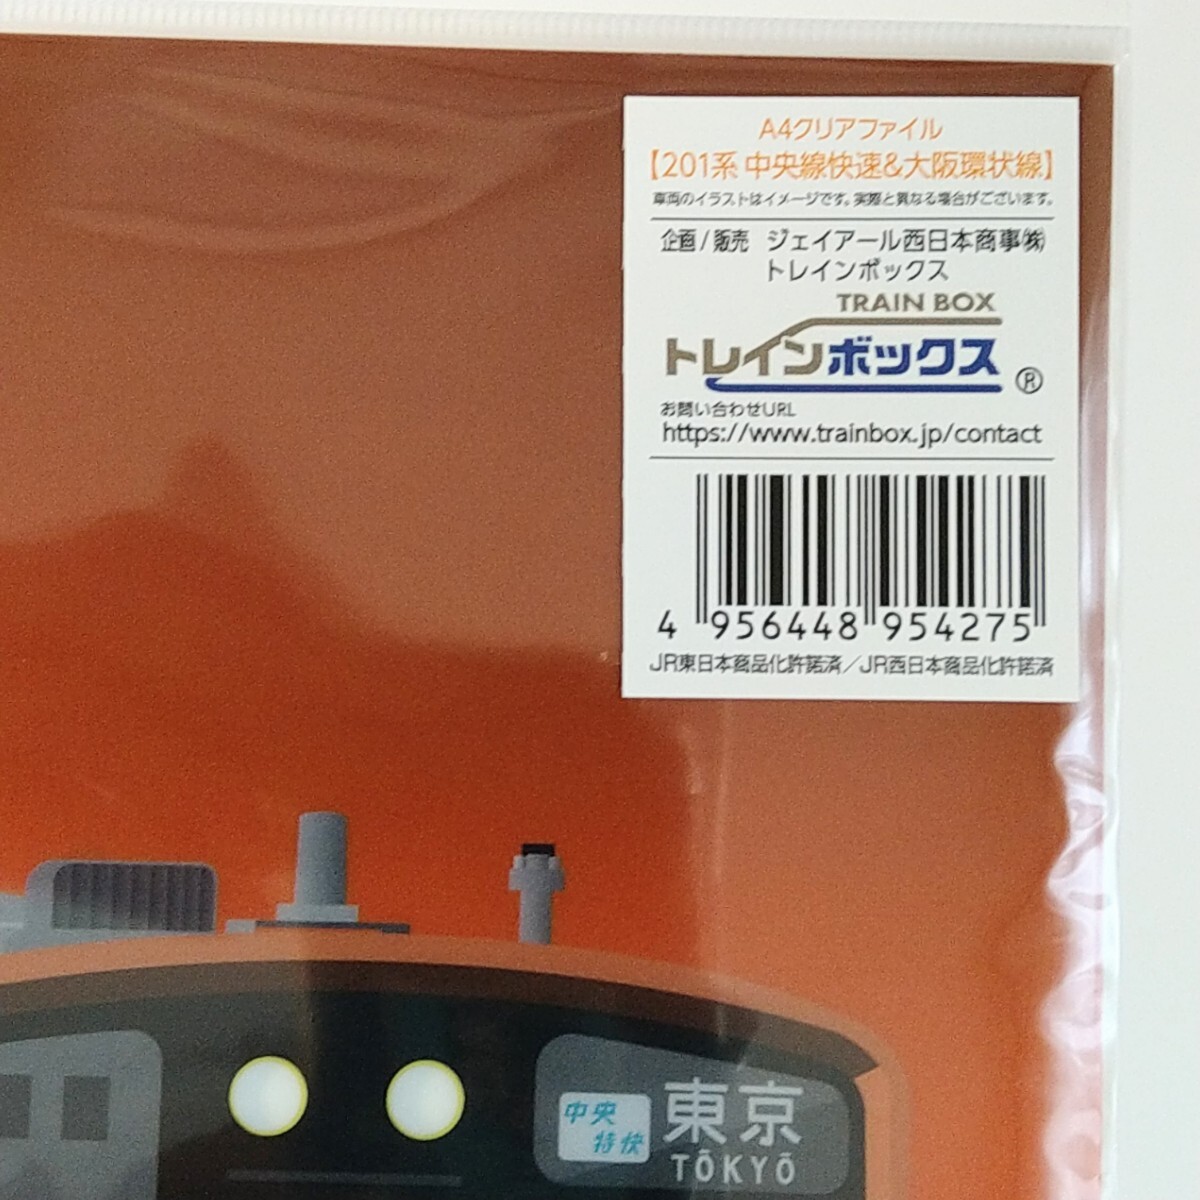 A4クリアファイル
【201系 中央線快速&大阪環状線】
車両のイラストはイメージです。実際と異なる場合がございます。
企画/販売 ジェイアール西日本商事㈱
トレインボックス
TRAIN BOX
トレインボックス ®
お問い合わせURL
https://www.trainbox.jp/contact
4 956448 954275
JR東日本商品化許諾済/JR西日本商品化許諾済
中央
特快
東京
TŌKYŌ